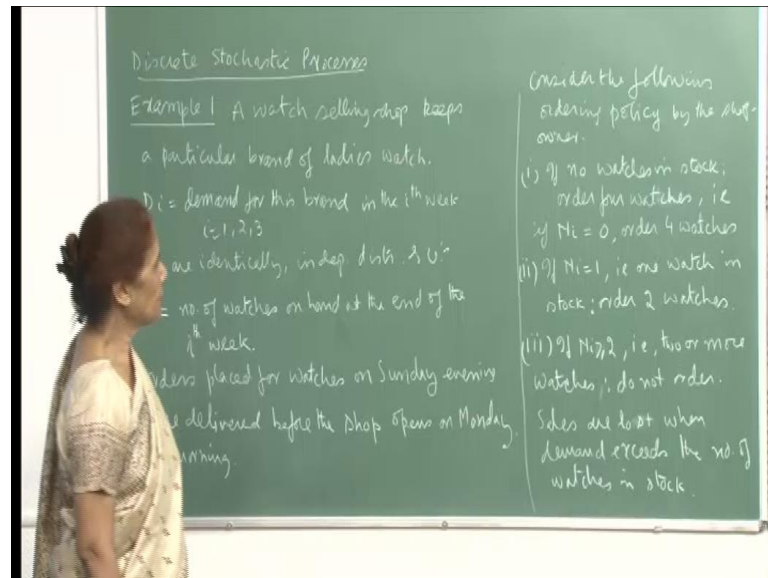 Discrete Stochastic Processes
Example 1 A watch selling shop keeps
a particular brand of ladies watch.
Di = demand for this brand in the ith week
i=1,2,3
are identically, indep. distr. r.v.'s
= no. of watches on hand at the end of the
ith week.
orders placed for watches on Sunday evening
delivered before the shop opens on Monday
Consider the following
ordering policy by the shop-
owner.
(i) If no watches in stock:
order four watches, ie
if Ni = 0, order 4 watches
(ii) If Ni=1, ie one watch in
stock: order 2 watches.
(iii) If Ni≥2, ie, two or more
watches: do not order.
Sales are lost when
demand exceeds the no. of
watches in stock.